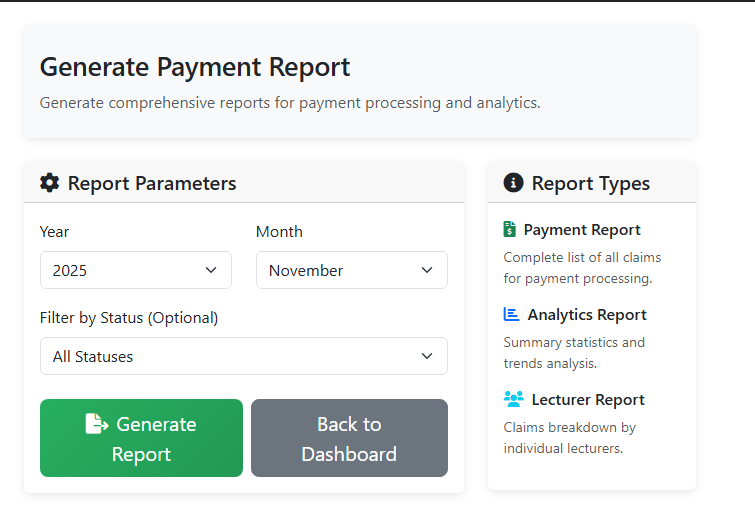 Generate Payment Report
Generate comprehensive reports for payment processing and analytics.
Report Parameters
Year
Month
2025
November
Filter by Status (Optional)
All Statuses
Generate
Report
Back to
Dashboard
Report Types
Payment Report
Complete list of all claims
for payment processing.
Analytics Report
Summary statistics and
trends analysis.
Lecturer Report
Claims breakdown by
individual lecturers.